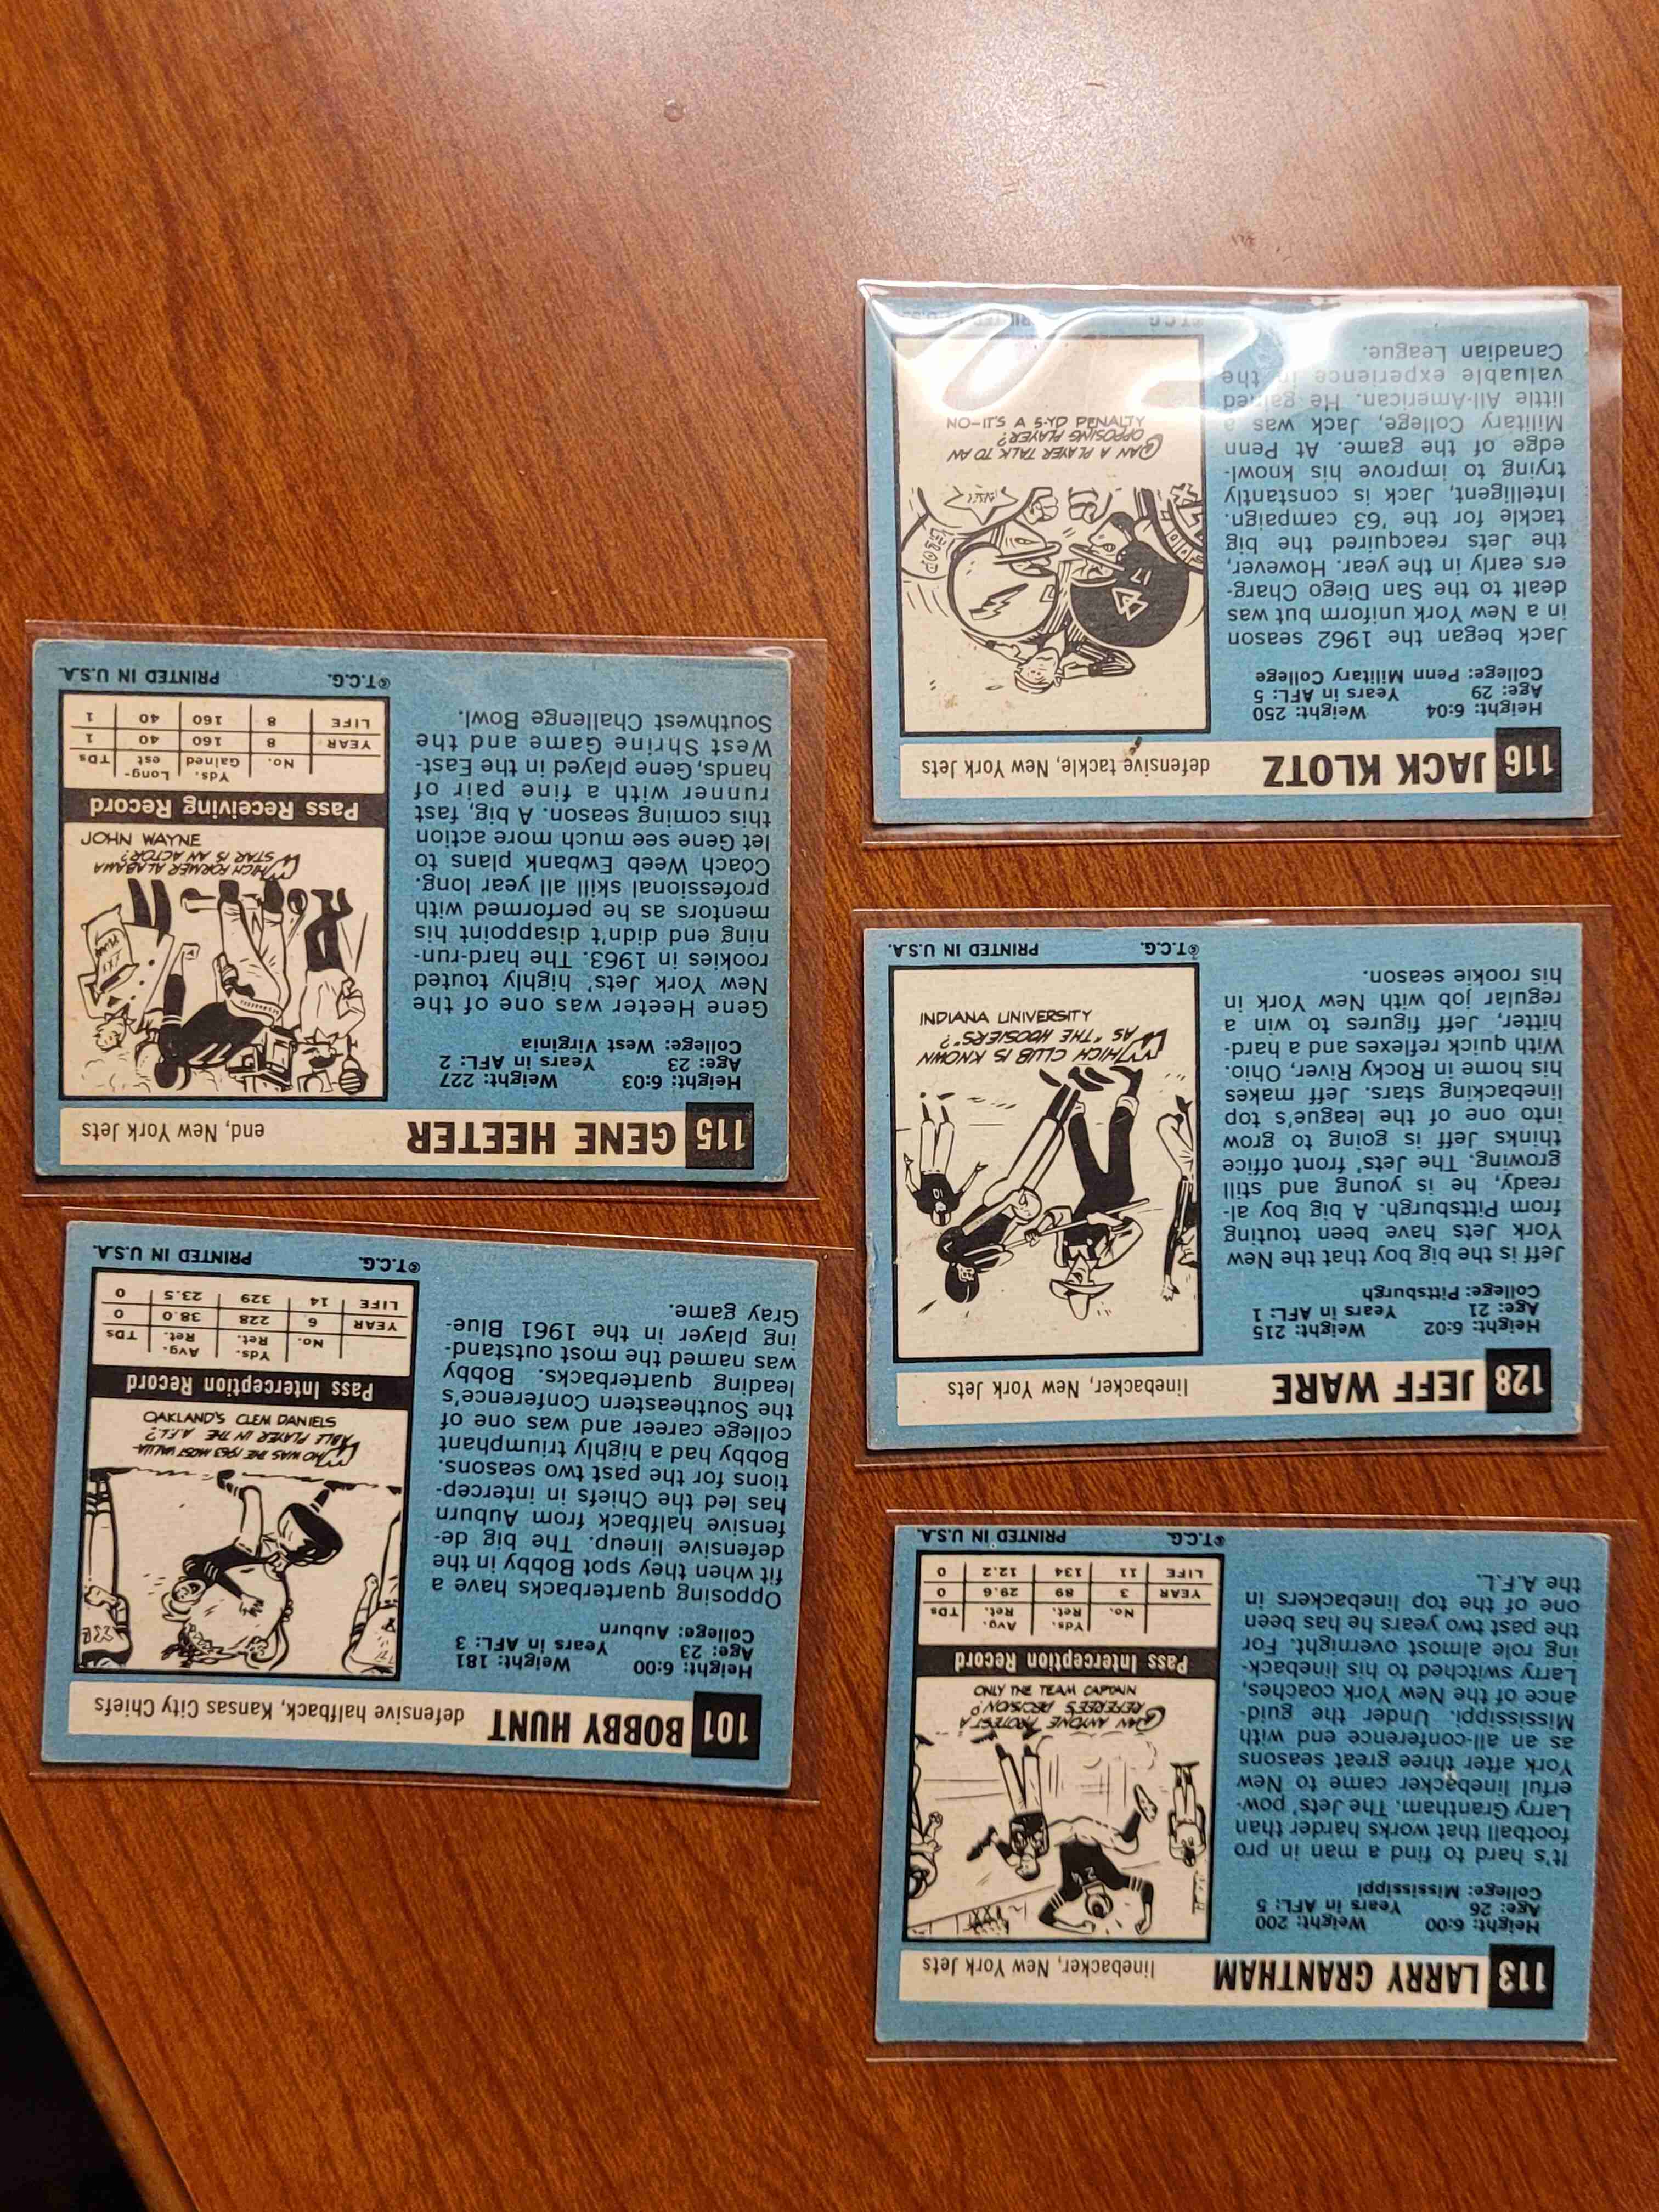 113 LARRY GRANTHAM linebacker, New York Jets
Height: 6:00 Weight: 200
Age: 26 Years in AFL: 5
College: Mississippi
It's hard to find a man in pro
football that works harder than
Larry Grantham. The Jets' pow-
erful linebacker came to New
York after three great seasons
as an all-conference end with
Mississippi. Under the guid-
ance of the New York coaches,
Larry switched to his lineback-
ing role almost overnight. For
the past two years he has been
one of the top linebackers in
the A.F.L.
CAN ANYONE PROTEST A
REFEREE'S DECISION?
ONLY THE TEAM CAPTAIN
Pass Interception Record
No. Yds. Ret. Avg. Ret. TDs
YEAR 3 89 29.6 0
LIFE 11 134 12.2 0
©T.C.G. PRINTED IN U.S.A.
128 JEFF WARE linebacker, New York Jets
Height: 6:02 Weight: 215
Age: 21 Years in AFL: 1
College: Pittsburgh
Jeff is the big boy that the New
York Jets have been touting
from Pittsburgh. A big boy al-
ready, he is young and still
growing. The Jets' front office
thinks Jeff is going to grow
into one of the league's top
linebacking stars. Jeff makes
his home in Rocky River, Ohio.
With quick reflexes and a hard-
hitter, Jeff figures to win a
regular job with New York in
his rookie season.
10
WHICH CLUB IS KNOWN
AS "THE HOOSIERS"?
INDIANA UNIVERSITY
©T.C.G. PRINTED IN U.S.A.
116 JACK KLOTZ defensive tackle, New York Jets
Height: 6:04 Weight: 250
Age: 29 Years in AFL: 5
College: Penn Military College
Jack began the 1962 season
in a New York uniform but was
dealt to the San Diego Charg-
ers early in the year. However,
the Jets reacquired the big
tackle for the '63 campaign.
Intelligent, Jack is constantly
trying to improve his knowl-
edge of the game. At Penn
Military College, Jack was a
little All-American. He gained
valuable experience in the
Canadian League.
CAN A PLAYER TALK TO AN
OPPOSING PLAYER?
NO-IT'S A 5-YD PENALTY
©T.C.G. PRINTED IN U.S.A.
101 BOBBY HUNT defensive halfback, Kansas City Chiefs
Height: 6:00 Weight: 181
Age: 23 Years in AFL: 3
College: Auburn
Opposing quarterbacks have a
fit when they spot Bobby in the
defensive lineup. The big de-
fensive halfback from Auburn
has led the Chiefs in intercep-
tions for the past two seasons.
Bobby had a highly triumphant
college career and was one of
the Southeastern Conference's
leading quarterbacks. Bobby
was named the most outstand-
ing player in the 1961 Blue-
Gray game.
WHO WAS THE 1963 MOST VALU-
ABLE PLAYER IN THE A.F.L.?
OAKLAND'S CLEM DANIELS
Pass Interception Record
No. Yds. Ret. Avg. Ret. TDs
YEAR 6 228 38.0 0
LIFE 14 329 23.5 0
©T.C.G. PRINTED IN U.S.A.
115 GENE HEETER end, New York Jets
Height: 6:03 Weight: 227
Age: 23 Years in AFL: 2
College: West Virginia
Gene Heeter was one of the
New York Jets' highly touted
rookies in 1963. The hard-run-
ning end didn't disappoint his
mentors as he performed with
professional skill all year long.
Coach Weeb Ewbank plans to
let Gene see much more action
this coming season. A big, fast
runner with a fine pair of
hands, Gene played in the East-
West Shrine Game and the
Southwest Challenge Bowl.
WHICH FORMER ALABAMA
STAR IS AN ACTOR?
JOHN WAYNE
Pass Receiving Record
No. Yds. Gained Long-est TDs
YEAR 8 160 40 1
LIFE 8 160 40 1
©T.C.G. PRINTED IN U.S.A.